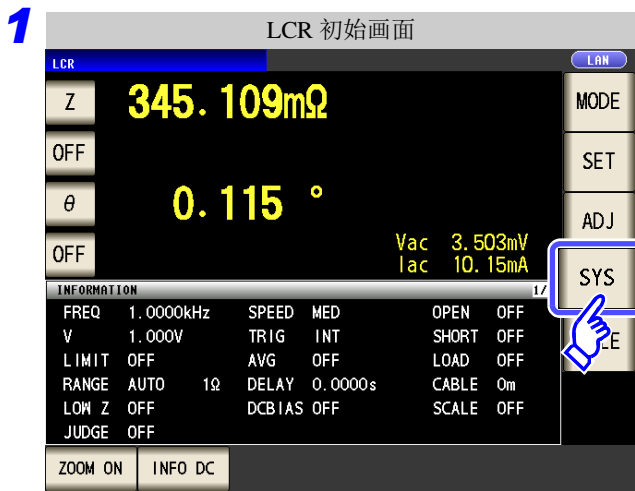 1
LCR 初始画面
LCR
LAN
Z 345.109mΩ
OFF
θ 0.115 °
OFF
Vac 3.503mV
Iac 10.15mA
MODE
SET
ADJ
SYS
INFORMATION 1/
FREQ 1.0000kHz SPEED MED OPEN OFF
V 1.000V TRIG INT SHORT OFF
LIMIT OFF AVG OFF LOAD OFF
RANGE AUTO 1Ω DELAY 0.0000s CABLE 0m
LOW Z OFF DCBIAS OFF SCALE OFF
JUDGE OFF
ZOOM ON INFO DC